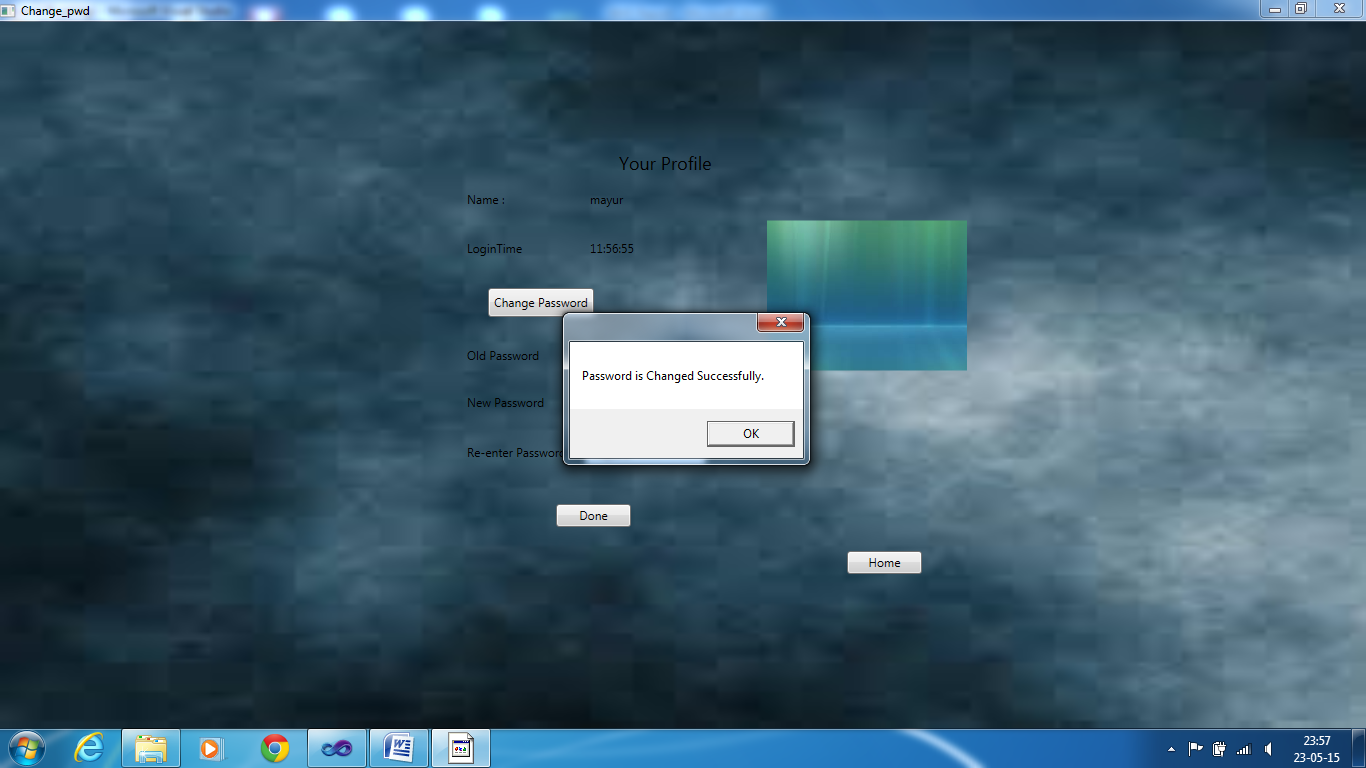 Change_pwd
Your Profile
Name : mayur
LoginTime 11:56:55
Change Password
Old Password
Password is Changed Successfully.
New Password
OK
Re-enter Password
Done
Home
23:57
23-05-15